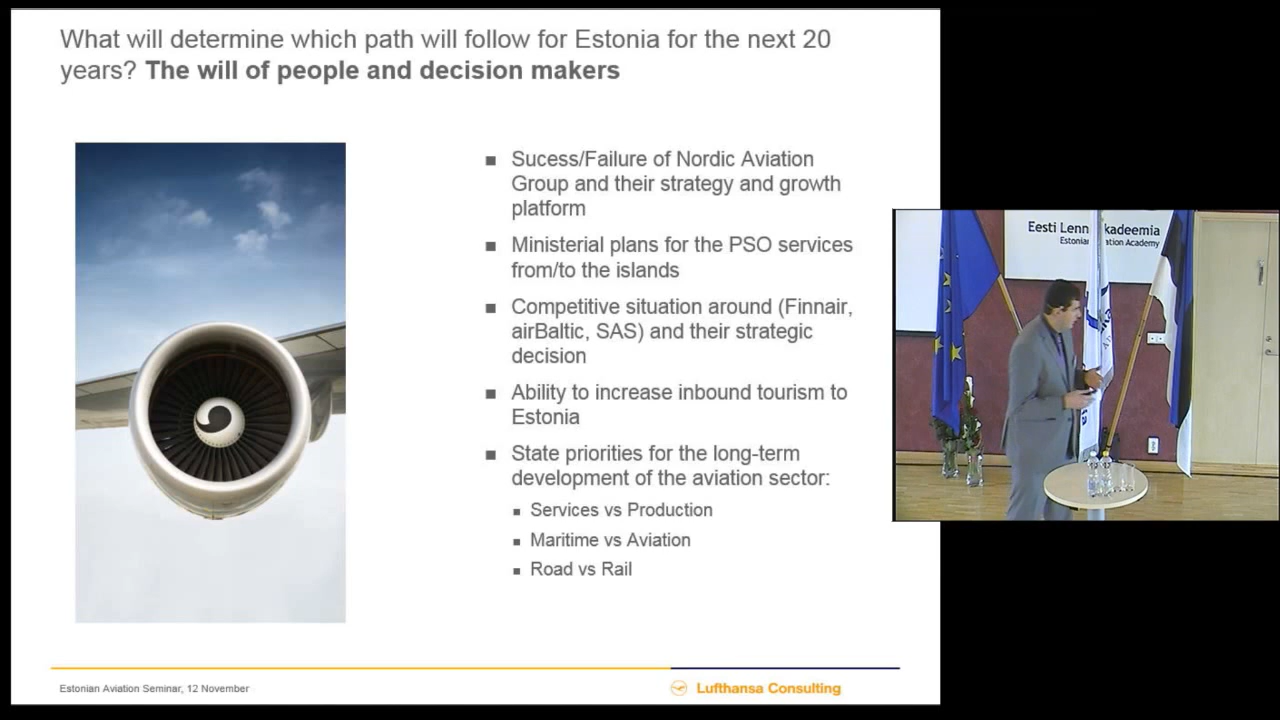 What will determine which path will follow for Estonia for the next 20
years? The will of people and decision makers
Sucess/Failure of Nordic Aviation
Group and their strategy and growth
platform
Ministerial plans for the PSO services
from/to the islands
Competitive situation around (Finnair,
airBaltic, SAS) and their strategic
decision
Ability to increase inbound tourism to
Estonia
State priorities for the long-term
development of the aviation sector:
Services vs Production
Maritime vs Aviation
Road vs Rail
Estonian Aviation Seminar, 12 November
Lufthansa Consulting
Eesti
Academy